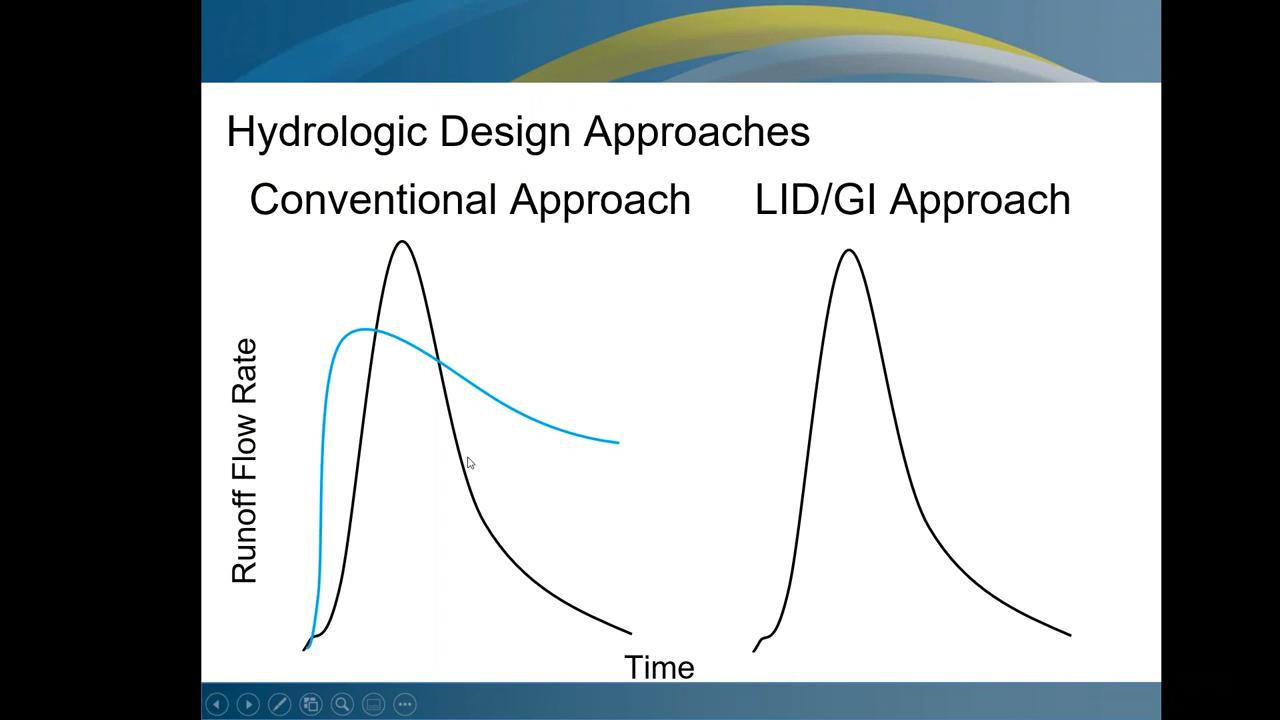 Hydrologic Design Approaches
Conventional Approach
LID/GI Approach
Runoff Flow Rate
Time